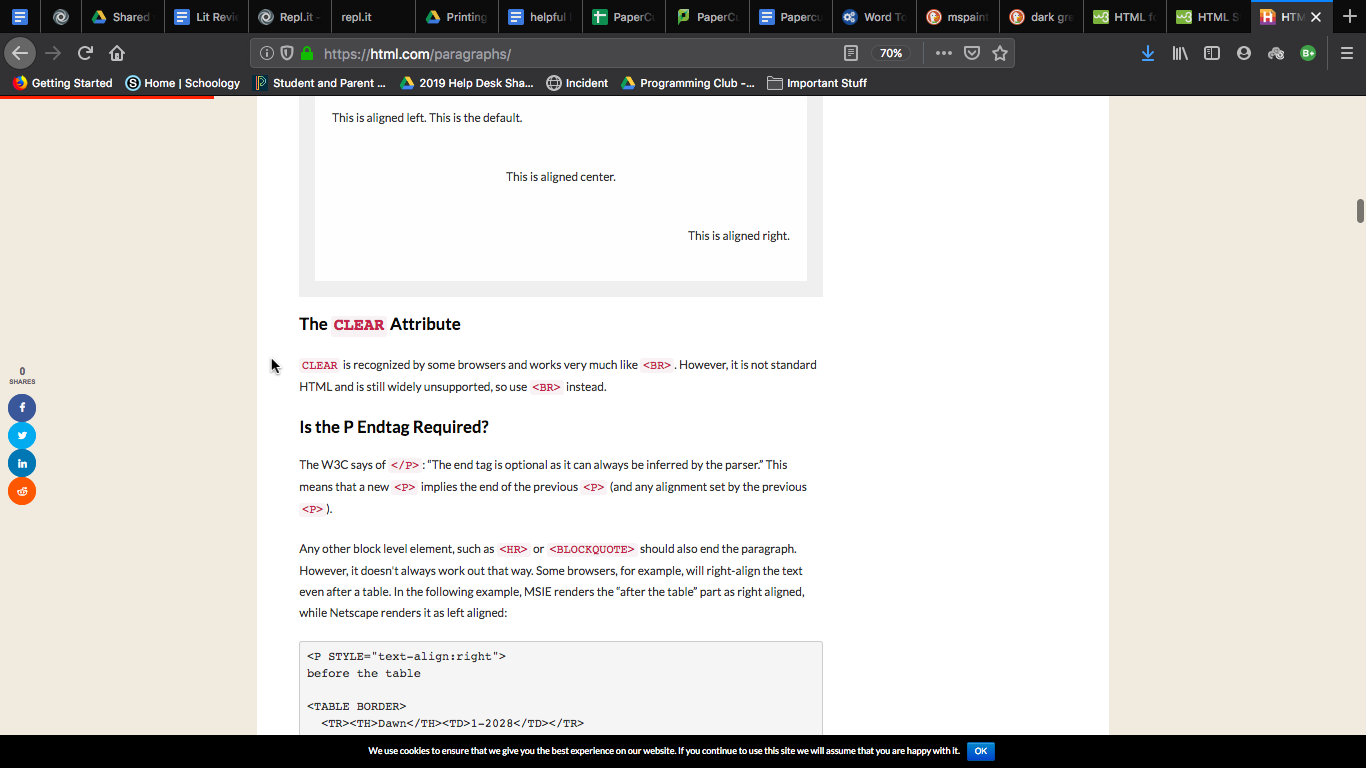 Shared
Lit Revi
Repl.it -
repl.it
Printing
helpful
PaperCu
PaperCu
Papercu
Word To
mspaint
dark gre
HTML fo
HTML S
HTM
https://html.com/paragraphs/
70%
Getting Started
Home | Schoology
Student and Parent ...
2019 Help Desk Sha...
Incident
Programming Club -...
Important Stuff
This is aligned left. This is the default.
This is aligned center.
This is aligned right.
The CLEAR Attribute
CLEAR is recognized by some browsers and works very much like <BR> . However, it is not standard
HTML and is still widely unsupported, so use <BR> instead.
0
SHARES
Is the P Endtag Required?
The W3C says of </P> : “The end tag is optional as it can always be inferred by the parser.” This
means that a new <P> implies the end of the previous <P> (and any alignment set by the previous
<P> ).
Any other block level element, such as <HR> or <BLOCKQUOTE> should also end the paragraph.
However, it doesn't always work out that way. Some browsers, for example, will right-align the text
even after a table. In the following example, MSIE renders the “after the table” part as right aligned,
while Netscape renders it as left aligned:
<P STYLE="text-align:right">
before the table
<TABLE BORDER>
<TR><TH>Dawn</TH><TD>1-2028</TD></TR>
We use cookies to ensure that we give you the best experience on our website. If you continue to use this site we will assume that you are happy with it.
OK